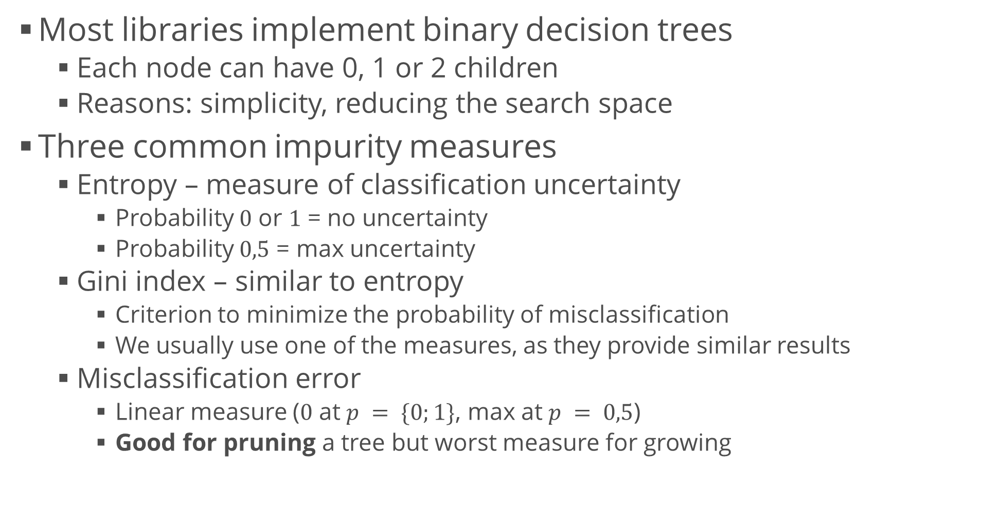 ▪ Most libraries implement binary decision trees
▪ Each node can have 0, 1 or 2 children
▪ Reasons: simplicity, reducing the search space
▪ Three common impurity measures
▪ Entropy – measure of classification uncertainty
▪ Probability 0 or 1 = no uncertainty
▪ Probability 0,5 = max uncertainty
▪ Gini index – similar to entropy
▪ Criterion to minimize the probability of misclassification
▪ We usually use one of the measures, as they provide similar results
▪ Misclassification error
▪ Linear measure (0 at p = {0; 1}, max at p = 0,5)
▪ Good for pruning a tree but worst measure for growing